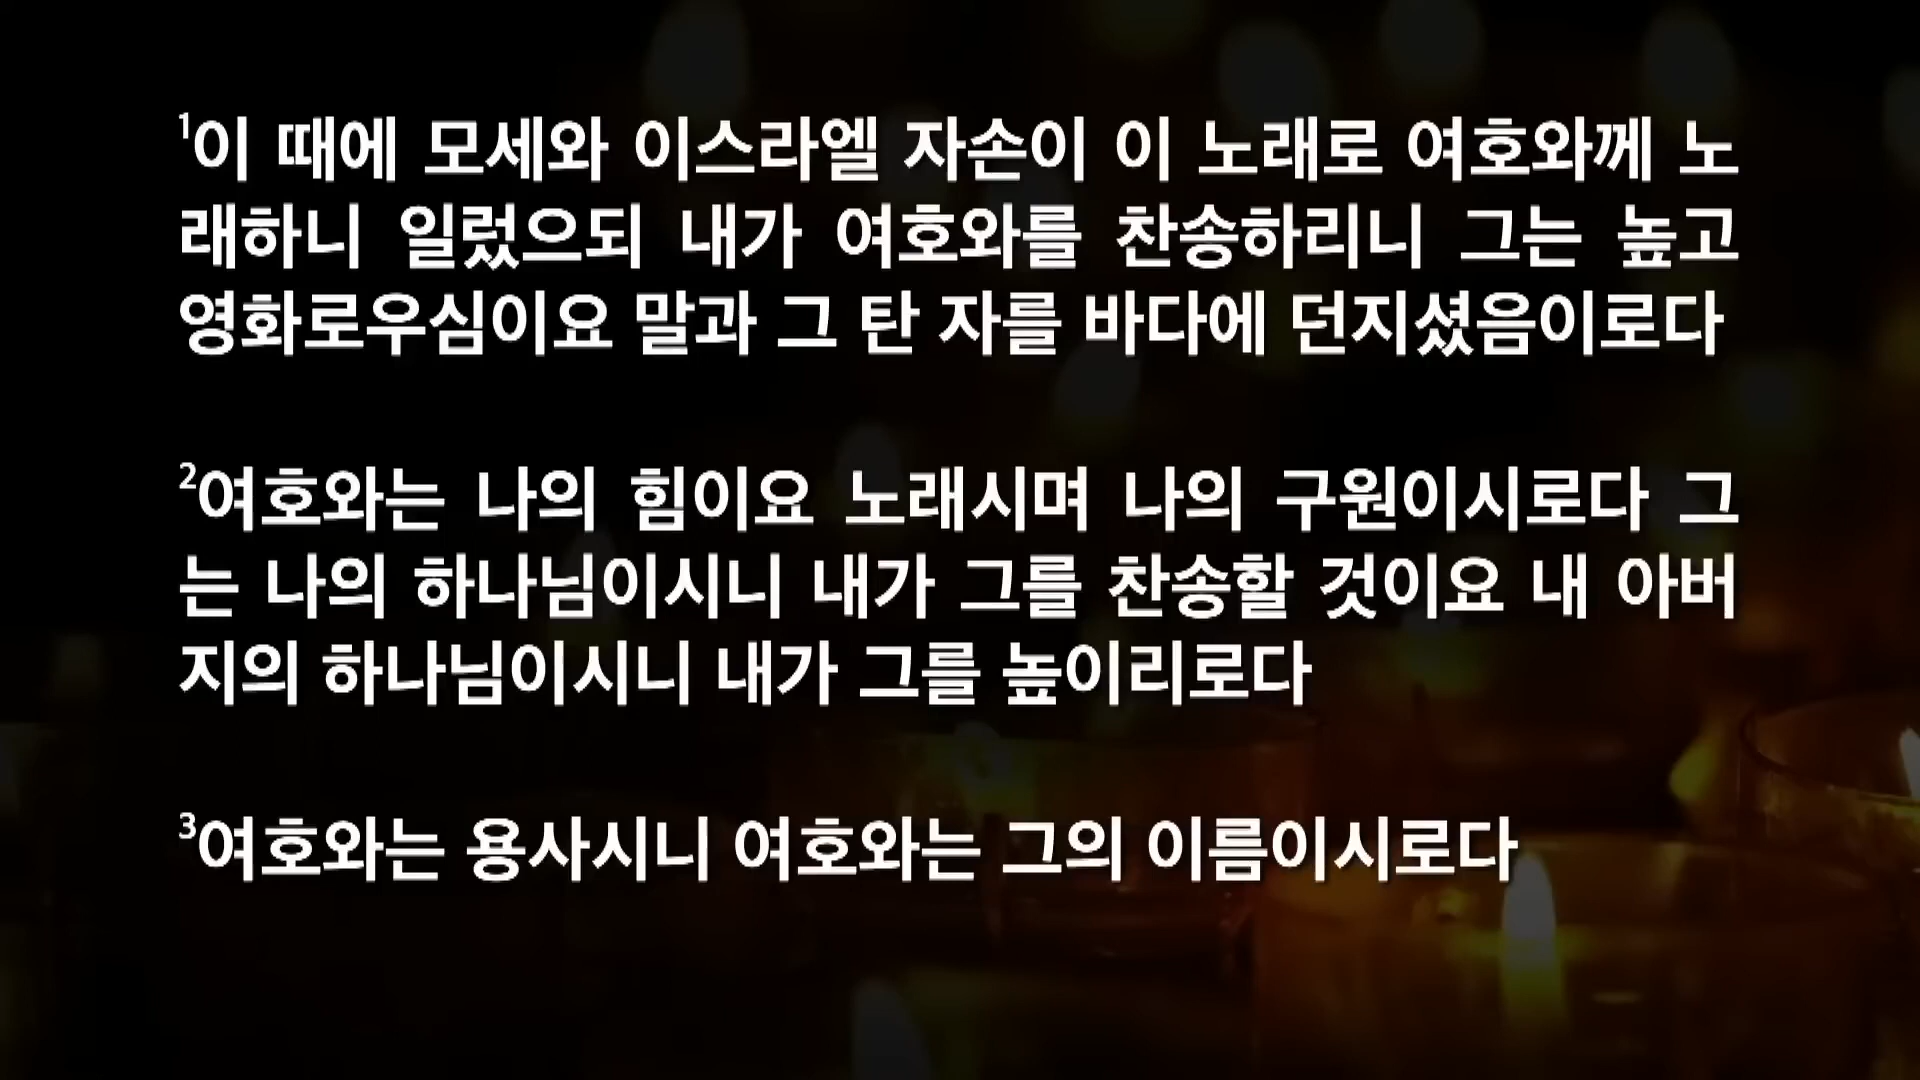 1이 때에 모세와 이스라엘 자손이 이 노래로 여호와께 노
래하니 일렀으되 내가 여호와를 찬송하리니 그는 높고
영화로우심이요 말과 그 탄 자를 바다에 던지셨음이로다
2여호와는 나의 힘이요 노래시며 나의 구원이시로다 그
는 나의 하나님이시니 내가 그를 찬송할 것이요 내 아버
지의 하나님이시니 내가 그를 높이리로다
3여호와는 용사시니 여호와는 그의 이름이시로다